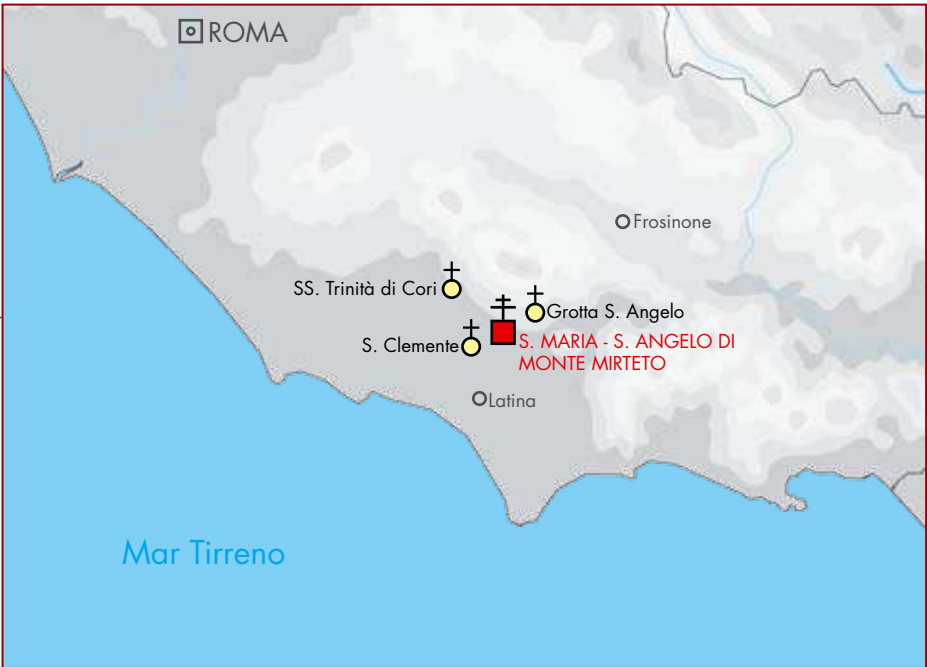 ROMA
Frosinone
SS. Trinità di Cori
Grotta S. Angelo
S. Clemente
S. MARIA - S. ANGELO DI
MONTE MIRTETO
Latina
Mar Tirreno